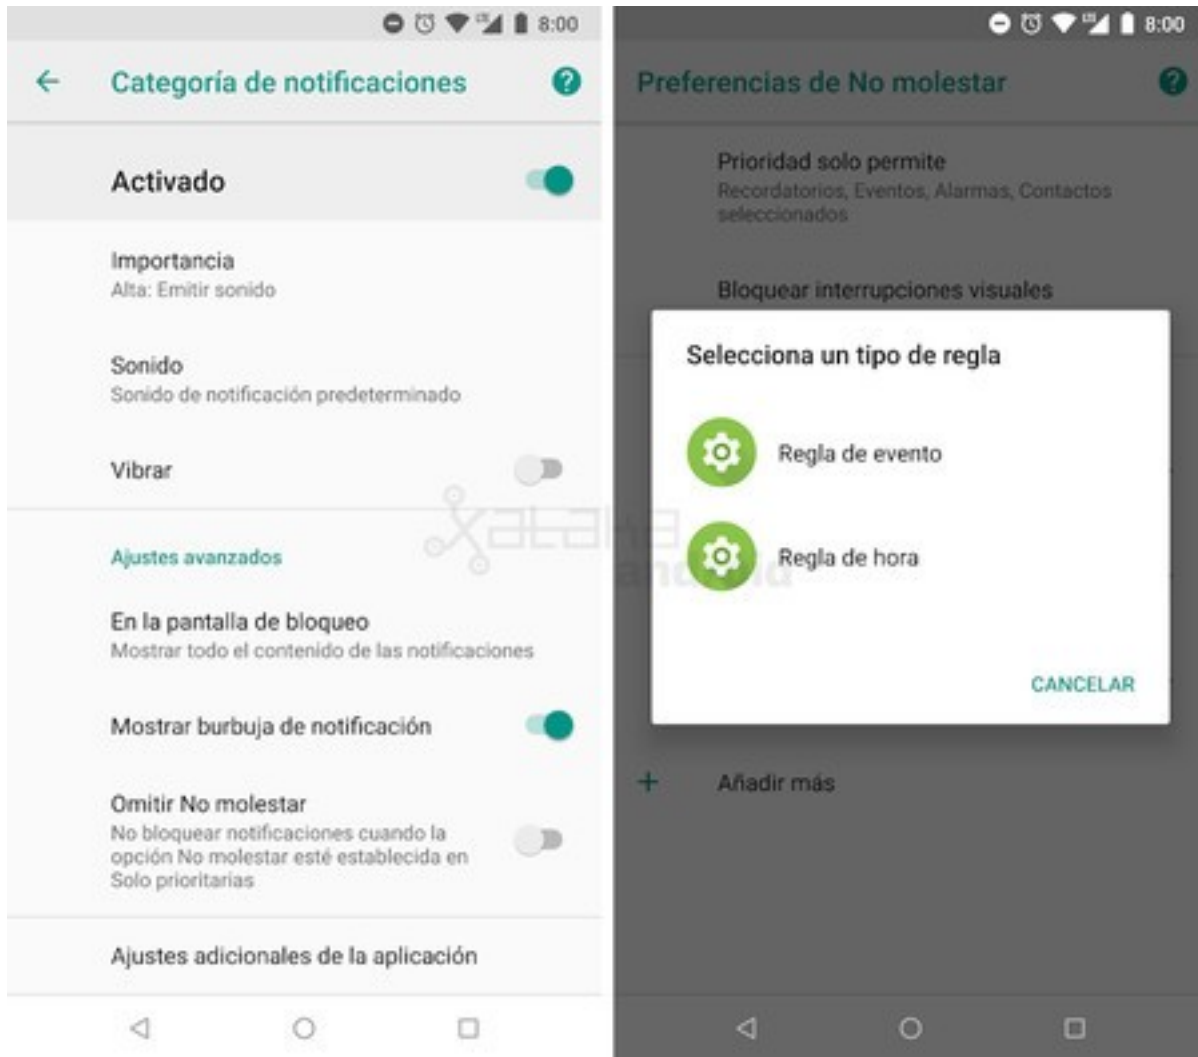 8:00
Categoría de notificaciones
Activado
Importancia
Alta: Emitir sonido
Sonido
Sonido de notificación predeterminado
Vibrar
Ajustes avanzados
En la pantalla de bloqueo
Mostrar todo el contenido de las notificaciones
Mostrar burbuja de notificación
Omitir No molestar
No bloquear notificaciones cuando la
opción No molestar esté establecida en
Solo prioritarias
Ajustes adicionales de la aplicación
8:00
Preferencias de No molestar
Prioridad solo permite
Recordatorios, Eventos, Alarmas, Contactos
seleccionados
Bloquear interrupciones visuales
Selecciona un tipo de regla
Regla de evento
Regla de hora
CANCELAR
Añadir más
xataka
android